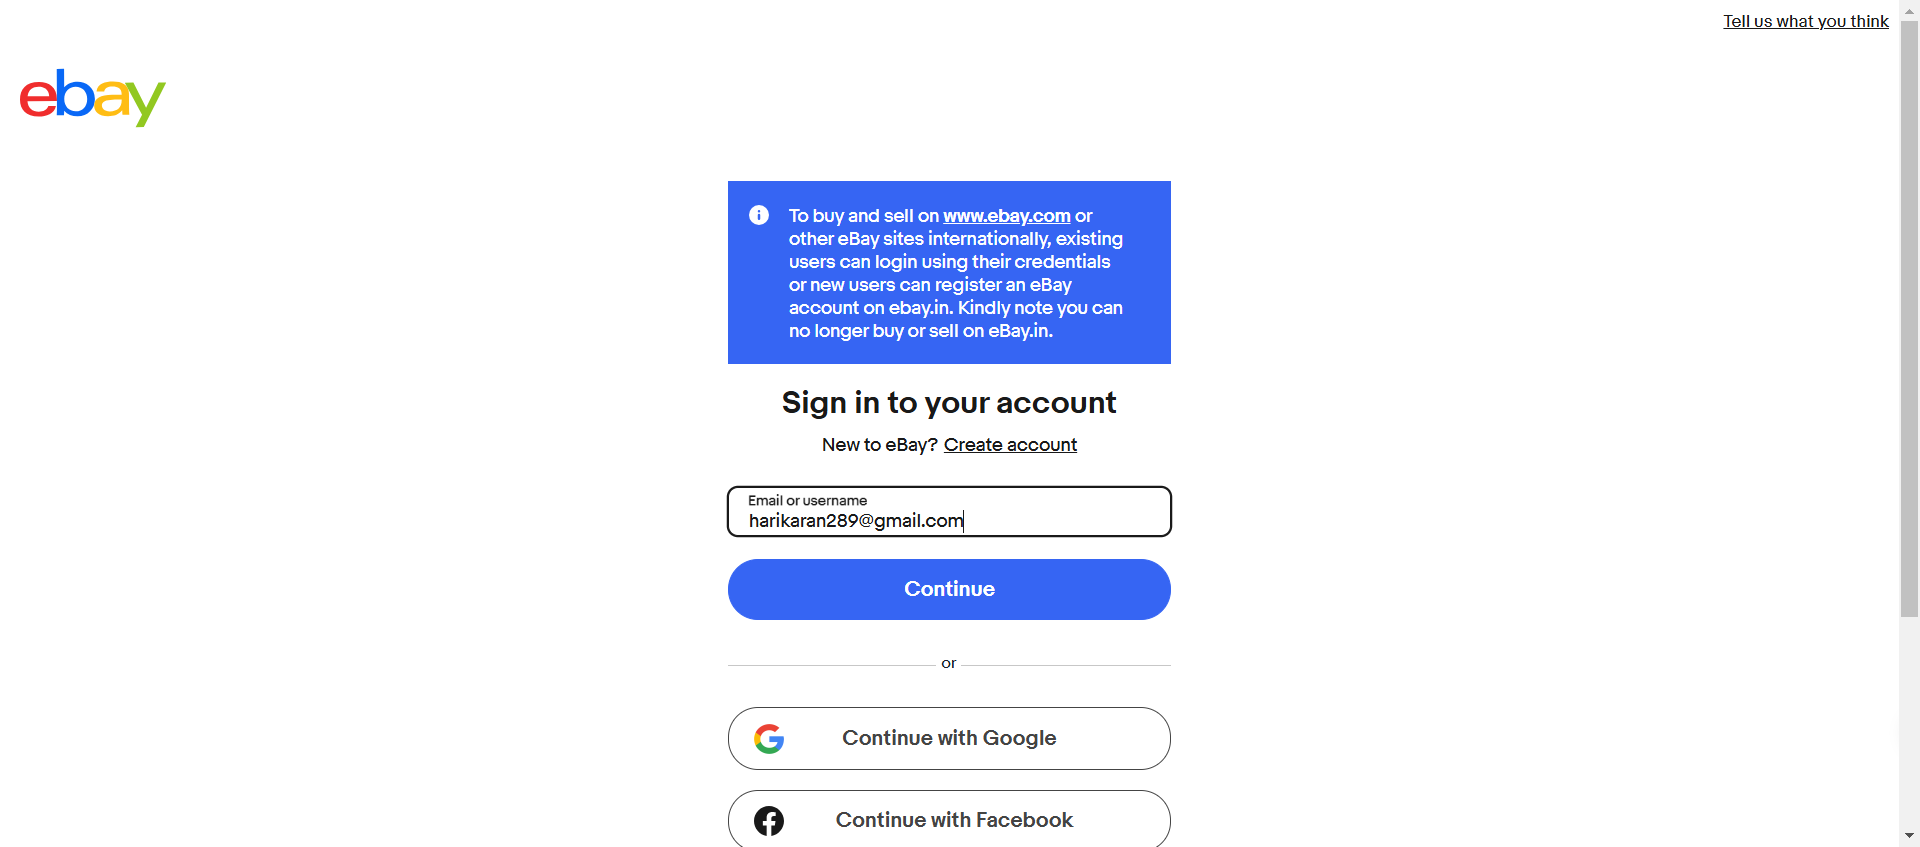 Tell us what you think
ebay
To buy and sell on www.ebay.com or
other eBay sites internationally, existing
users can login using their credentials
or new users can register an eBay
account on ebay.in. Kindly note you can
no longer buy or sell on eBay.in.
Sign in to your account
New to eBay? Create account
Email or username
harikaran289@gmail.com
Continue
or
Continue with Google
Continue with Facebook